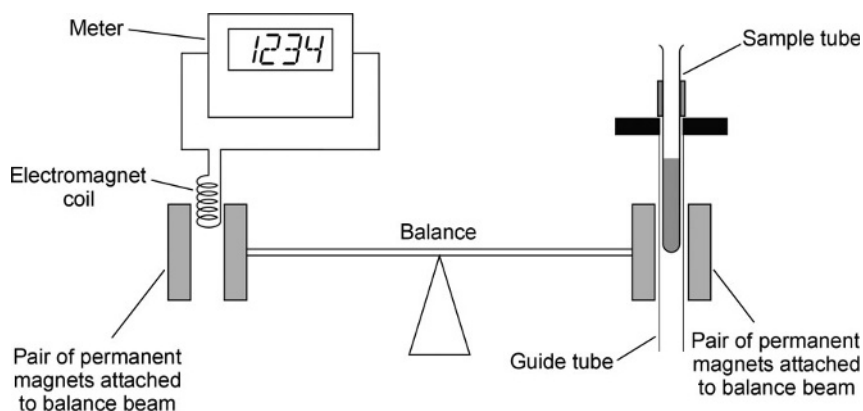 Meter
1234
Sample tube
Electromagnet
coil
Balance
Pair of permanent
magnets attached
to balance beam
Guide tube
Pair of permanent
magnets attached
to balance beam